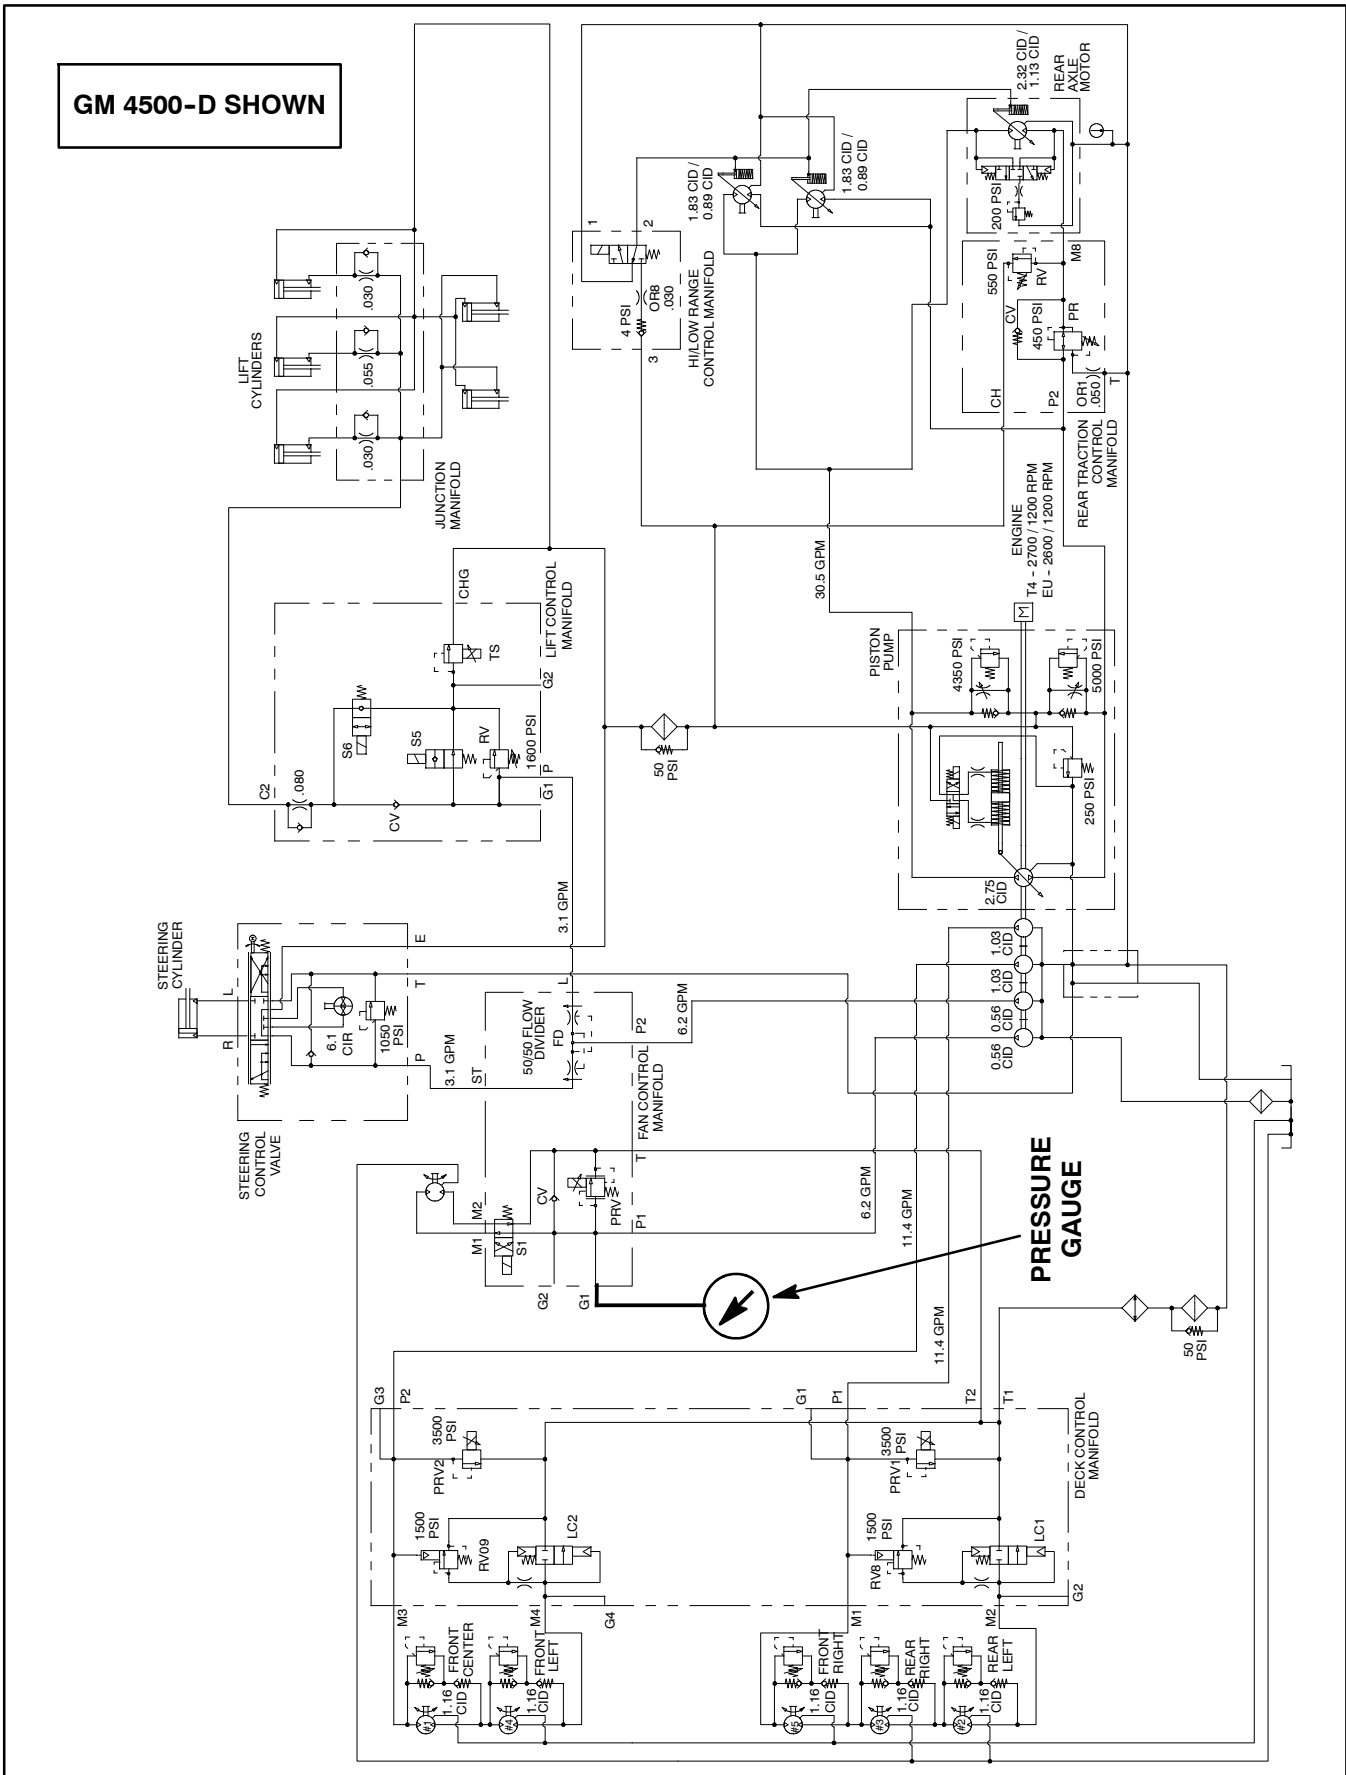 GM 4500-D SHOWN
LIFT
CYLINDERS
.030
.055
.030
JUNCTION
MANIFOLD
1
2
4 PSI
OR8
.030
3
HI/LOW RANGE
CONTROL MANIFOLD
1.83 CID /
0.89 CID
1.83 CID /
0.89 CID
2.32 CID /
1.13 CID
REAR
AXLE
MOTOR
200 PSI
M8
550 PSI
RV
CV
450 PSI
PR
CH
P2
OR1
.050
T
REAR TRACTION
CONTROL
MANIFOLD
ENGINE
T4 - 2700 / 1200 RPM
EU - 2600 / 1200 RPM
30.5 GPM
PISTON
PUMP
4350 PSI
5000 PSI
M
250 PSI
2.75
CID
CHG
LIFT CONTROL
MANIFOLD
TS
G2
S6
S5
RV
1600 PSI
P
G1
C2
.080
CV
50
PSI
3.1 GPM
STEERING
CYLINDER
L
R
6.1
CIR
1050
PSI
E
T
P
STEERING
CONTROL
VALVE
3.1 GPM
ST
L
50/50 FLOW
DIVIDER
FD
P2
6.2 GPM
FAN CONTROL
MANIFOLD
1.03
CID
1.03
CID
0.56
CID
0.56
CID
M2
M1
S1
CV
PRV
T
P1
G2
G1
6.2 GPM
11.4 GPM
11.4 GPM
PRESSURE
GAUGE
50
PSI
G3
P2
G1
P1
T2
T1
3500
PSI
PRV2
3500
PSI
PRV1
DECK CONTROL
MANIFOLD
1500
PSI
RV09
LC2
1500
PSI
RV8
LC1
M3
M4
G4
M1
M2
G2
FRONT
CENTER
1.16
CID
#1
FRONT
LEFT
1.16
CID
#4
FRONT
RIGHT
1.16
CID
#5
REAR
RIGHT
1.16
CID
#3
REAR
LEFT
1.16
CID
#2